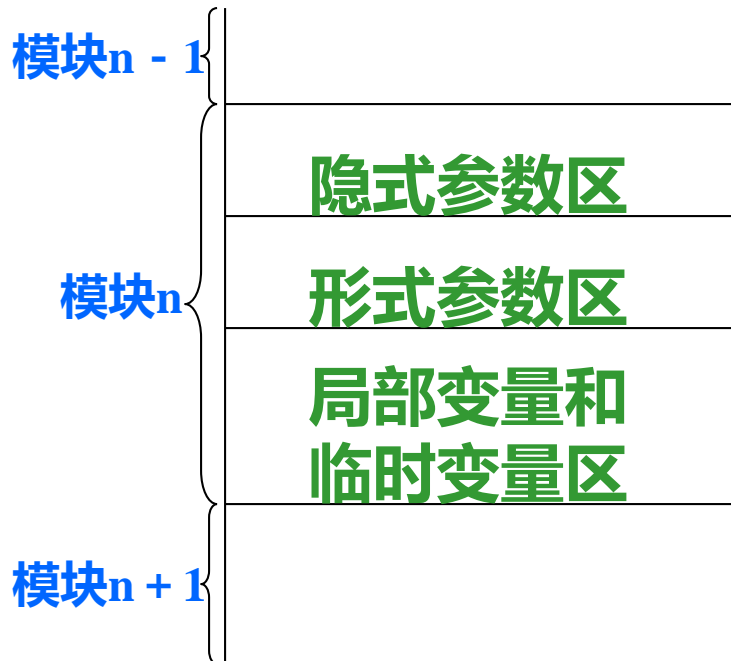 模块n - 1
隐式参数区
模块n
形式参数区
局部变量和
临时变量区
模块n + 1